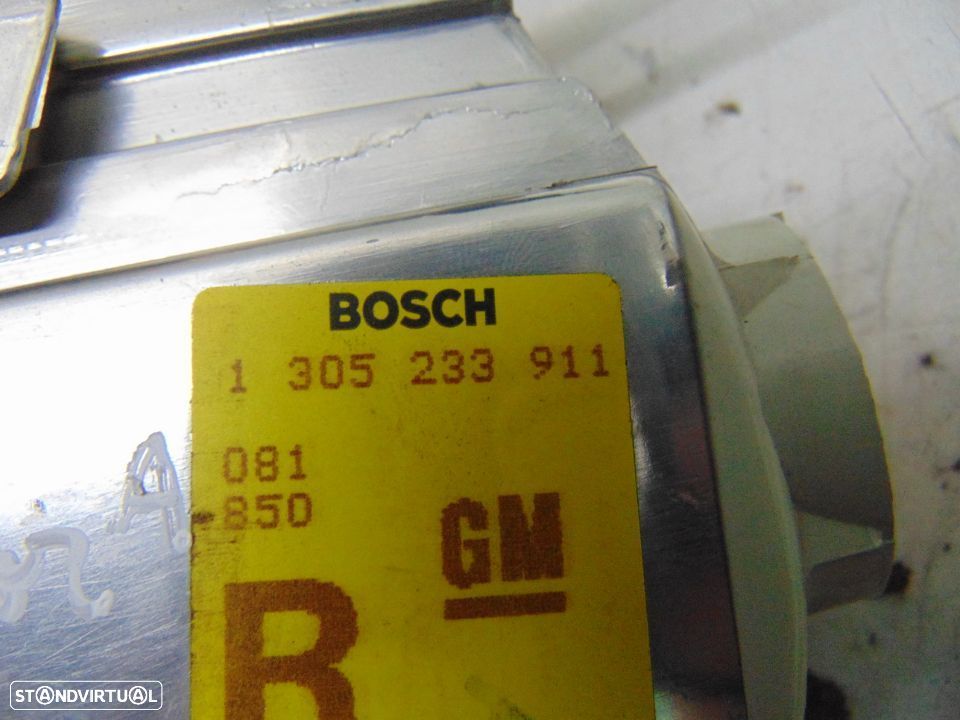 BOSCH
1 305 233 911
081
850
GM
R
STANDVIRTUAL